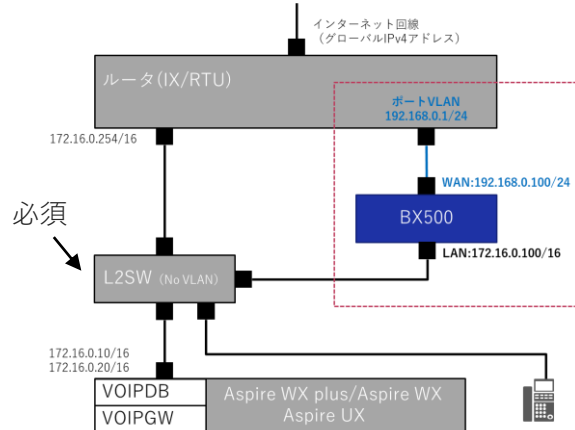 インターネット回線
（グローバルIPv4アドレス）
ルータ(IX/RTU)
ポートVLAN
192.168.0.1/24
172.16.0.254/16
WAN:192.168.0.100/24
必須
BX500
LAN:172.16.0.100/16
L2SW（No VLAN）
172.16.0.10/16
172.16.0.20/16
VOIPDB
Aspire WX plus/Aspire WX
VOIPGW
Aspire UX